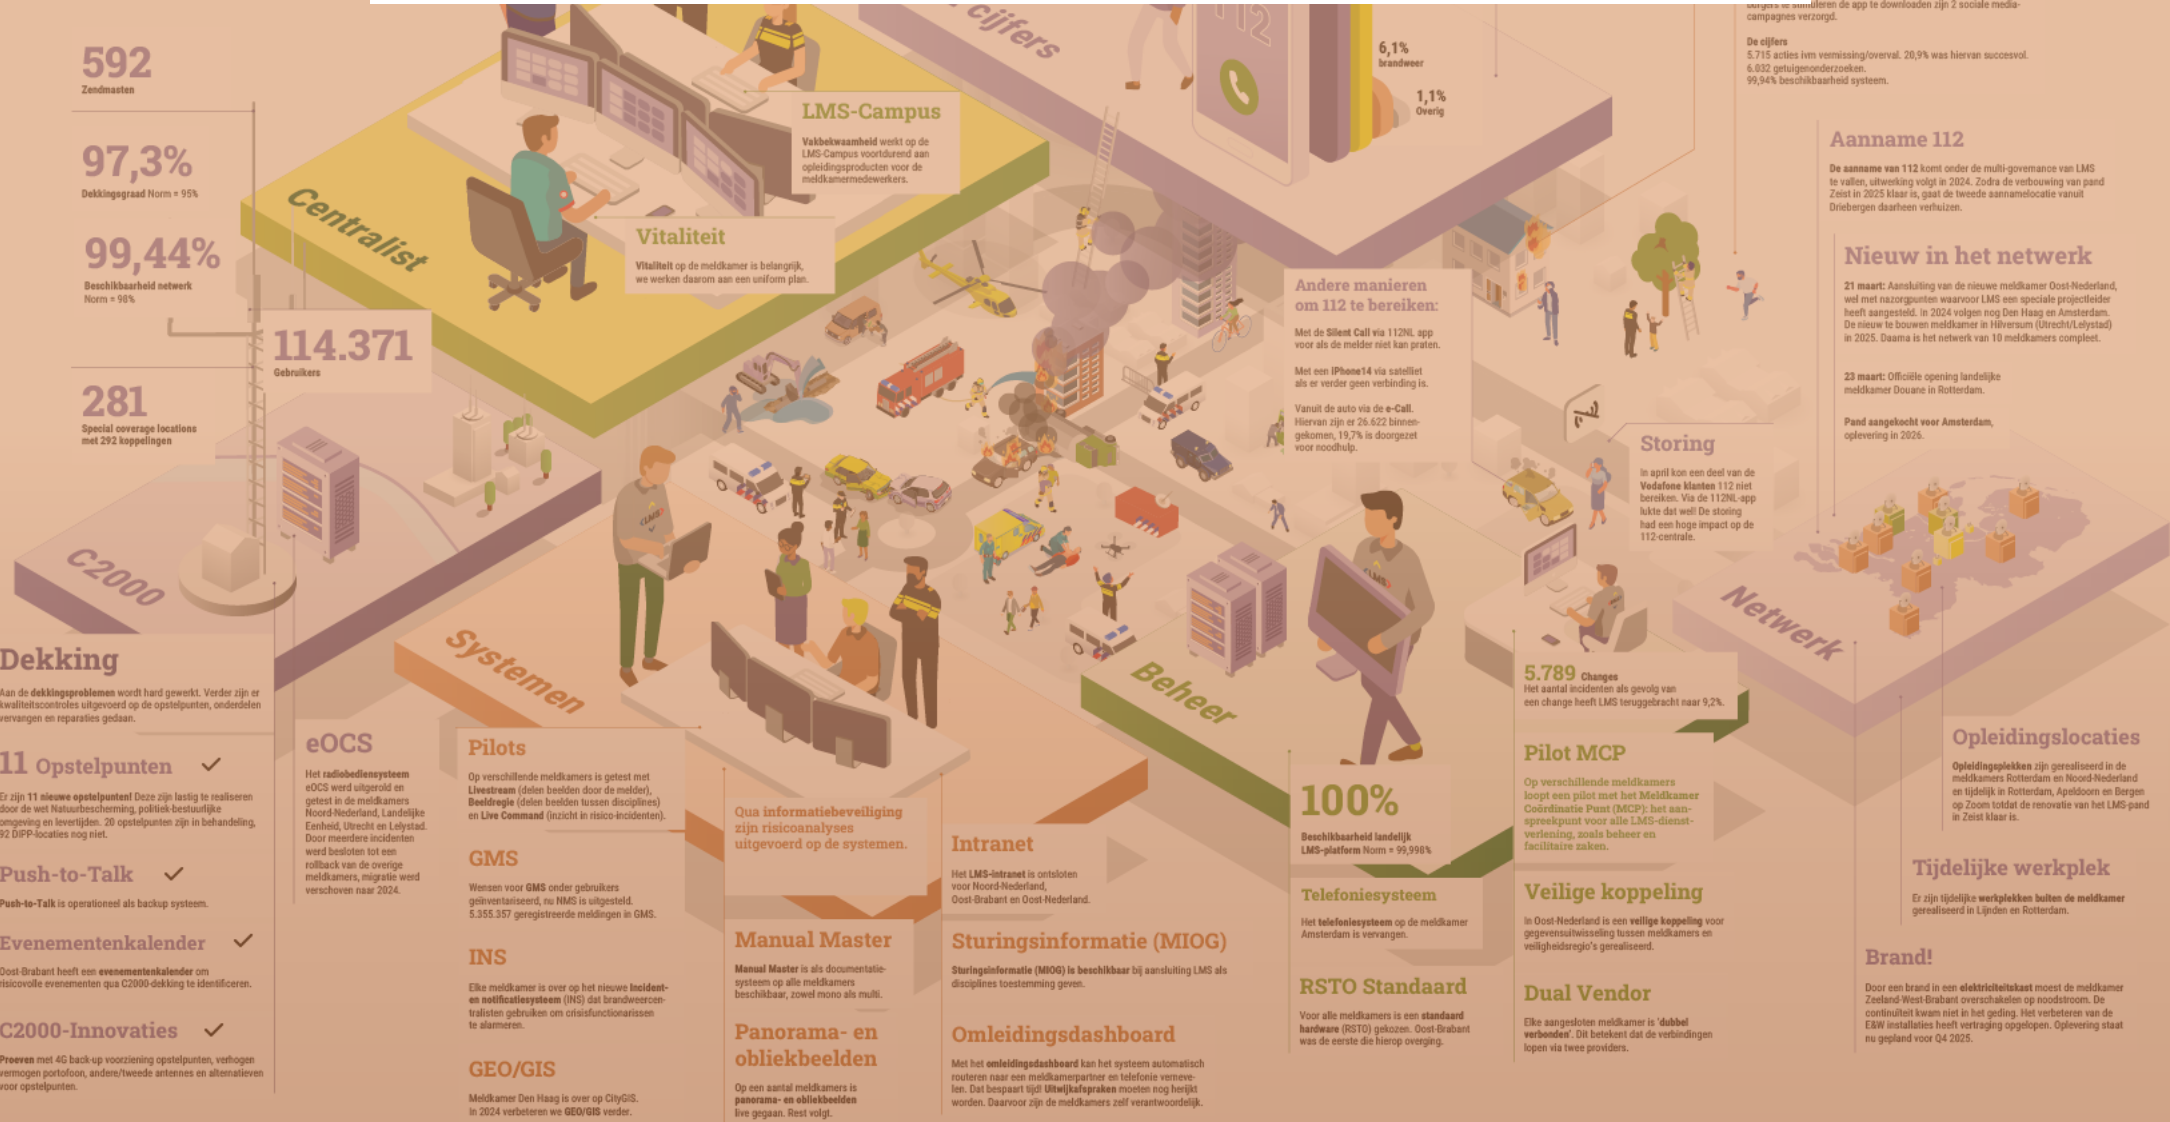 592
Zendmasten
97,3%
Dekkingsgraad Norm = 95%
99,44%
Beschikbaarheid netwerk
Norm = 98%
114.371
Gebruikers
281
Special coverage locations
met 292 koppelingen
C2000
Centralist
LMS-Campus
Vakbekwaamheid werkt op de
LMS-Campus voortdurend aan
opleidingsproducten voor de
meldkamermedewerkers.
Vitaliteit
Vitaliteit op de meldkamer is belangrijk,
we werken daarom aan een uniform plan.
cijfers
112
6,1%
brandweer
1,1%
Overig
Andere manieren
om 112 te bereiken:
Met de Silent Call via 112NL app
voor als de melder niet kan praten.
Met een iPhone14 via satelliet
als er verder geen verbinding is.
Vanuit de auto via de e-Call.
Hiervan zijn er 26.622 binnen-
gekomen, 19,7% is doorgezet
voor noodhulp.
burgers te stimuleren de app te downloaden zijn 2 sociale media-
campagnes verzorgd.
De cijfers
5.715 acties ivm vermissing/overval. 20,9% was hiervan succesvol.
6.032 getuigenonderzoeken.
99,94% beschikbaarheid systeem.
Aanname 112
De aanname van 112 komt onder de multi-governance van LMS
te vallen, uitwerking volgt in 2024. Zodra de verbouwing van pand
Zeist in 2025 klaar is, gaat de tweede aannamelocatie vanuit
Driebergen daarheen verhuizen.
Nieuw in het netwerk
21 maart: Aansluiting van de nieuwe meldkamer Oost-Nederland,
wel met nazorgpunten waarvoor LMS een speciale projectleider
heeft aangesteld. In 2024 volgen nog Den Haag en Amsterdam.
De nieuw te bouwen meldkamer in Hilversum (Utrecht/Lelystad)
in 2025. Daarna is het netwerk van 10 meldkamers compleet.
23 maart: Officiële opening landelijke
meldkamer Douane in Rotterdam.
Pand aangekocht voor Amsterdam,
oplevering in 2026.
Storing
In april kon een deel van de
Vodafone klanten 112 niet
bereiken. Via de 112NL-app
lukte dat wel! De storing
had een hoge impact op de
112-centrale.
Netwerk
Systemen
LMS
LMS
Beheer
Dekking
Aan de dekkingsproblemen wordt hard gewerkt. Verder zijn er
kwaliteitscontroles uitgevoerd op de opstelpunten, onderdelen
vervangen en reparaties gedaan.
11 Opstelpunten
Er zijn 11 nieuwe opstelpunten! Deze zijn lastig te realiseren
door de wet Natuurbescherming, politiek-bestuurlijke
omgeving en levertijden. 20 opstelpunten zijn in behandeling,
92 DIPP-locaties nog niet.
Push-to-Talk
Push-to-Talk is operationeel als backup systeem.
Evenementenkalender
Oost-Brabant heeft een evenementenkalender om
risicovolle evenementen qua C2000-dekking te identificeren.
C2000-Innovaties
Proeven met 4G back-up voorziening opstelpunten, verhogen
vermogen portofoon, andere/tweede antennes en alternatieven
voor opstelpunten.
eOCS
Het radiobediensysteem
eOCS werd uitgerold en
getest in de meldkamers
Noord-Nederland, Landelijke
Eenheid, Utrecht en Lelystad.
Door meerdere incidenten
werd besloten tot een
rollback van de overige
meldkamers, migratie werd
verschoven naar 2024.
Pilots
Op verschillende meldkamers is getest met
Livestream (delen beelden door de melder),
Beeldregie (delen beelden tussen disciplines)
en Live Command (inzicht in risico-incidenten).
GMS
Wensen voor GMS onder gebruikers
geïnventariseerd, nu NMS is uitgesteld.
5.355.357 geregistreerde meldingen in GMS.
INS
Elke meldkamer is over op het nieuwe Incident-
en notificatiesysteem (INS) dat brandweercen-
tralisten gebruiken om crisisfunctionarissen
te alarmeren.
GEO/GIS
Meldkamer Den Haag is over op CityGIS.
In 2024 verbeteren we GEO/GIS verder.
Qua informatiebeveiliging
zijn risicoanalyses
uitgevoerd op de systemen.
Manual Master
Manual Master is als documentatie-
systeem op alle meldkamers
beschikbaar, zowel mono als multi.
Panorama- en
obliekbeelden
Op een aantal meldkamers is
panorama- en obliekbeelden
live gegaan. Rest volgt.
Intranet
Het LMS-intranet is ontsloten
voor Noord-Nederland,
Oost-Brabant en Oost-Nederland.
Sturingsinformatie (MIOG)
Sturingsinformatie (MIOG) is beschikbaar bij aansluiting LMS als
disciplines toestemming geven.
Omleidingsdashboard
Met het omleidingsdashboard kan het systeem automatisch
routeren naar een meldkamerpartner en telefonie verneve-
len. Dat bespaart tijd! Uitwijkafspraken moeten nog herijkt
worden. Daarvoor zijn de meldkamers zelf verantwoordelijk.
100%
Beschikbaarheid landelijk
LMS-platform Norm = 99,998%
Telefoniesysteem
Het telefoniesysteem op de meldkamer
Amsterdam is vervangen.
RSTO Standaard
Voor alle meldkamers is een standaard
hardware (RSTO) gekozen. Oost-Brabant
was de eerste die hierop overging.
5.789 Changes
Het aantal incidenten als gevolg van
een change heeft LMS teruggebracht naar 9,2%.
Pilot MCP
Op verschillende meldkamers
loopt een pilot met het Meldkamer
Coördinatie Punt (MCP): het aan-
spreekpunt voor alle LMS-dienst-
verlening, zoals beheer en
facilitaire zaken.
Veilige koppeling
In Oost-Nederland is een veilige koppeling voor
gegevensuitwisseling tussen meldkamers en
veiligheidsregio's gerealiseerd.
Dual Vendor
Elke aangesloten meldkamer is 'dubbel
verbonden'. Dit betekent dat de verbindingen
lopen via twee providers.
Opleidingslocaties
Opleidingsplekken zijn gerealiseerd in de
meldkamers Rotterdam en Noord-Nederland
en tijdelijk in Rotterdam, Apeldoorn en Bergen
op Zoom totdat de renovatie van het LMS-pand
in Zeist klaar is.
Tijdelijke werkplek
Er zijn tijdelijke werkplekken buiten de meldkamer
gerealiseerd in Lijnden en Rotterdam.
Brand!
Door een brand in een elektriciteitskast moest de meldkamer
Zeeland-West-Brabant overschakelen op noodstroom. De
continuïteit kwam niet in het geding. Het verbeteren van de
E&W installaties heeft vertraging opgelopen. Oplevering staat
nu gepland voor Q4 2025.